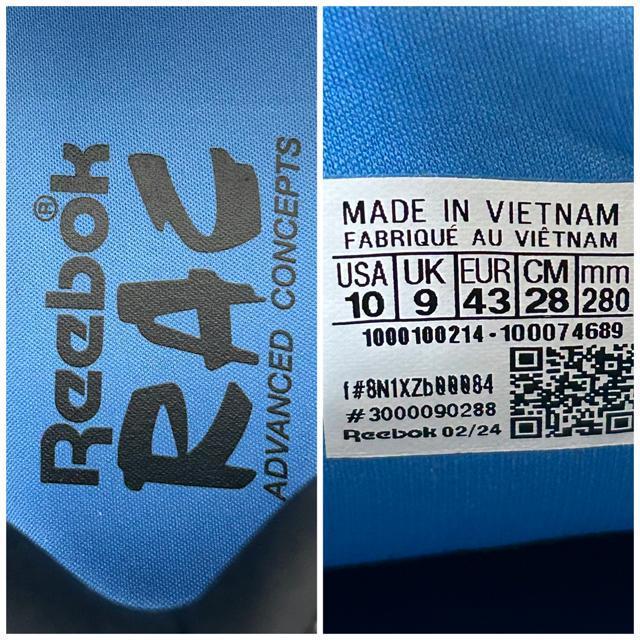 Reebok®
RAC
ADVANCED CONCEPTS
MADE IN VIETNAM
FABRIQUÉ AU VIÊTNAM
USA UK EUR CM mm
10 9 43 28 280
1000100214-100074689
f#8N1XZb00084
#3000090288
Reebok 02/24